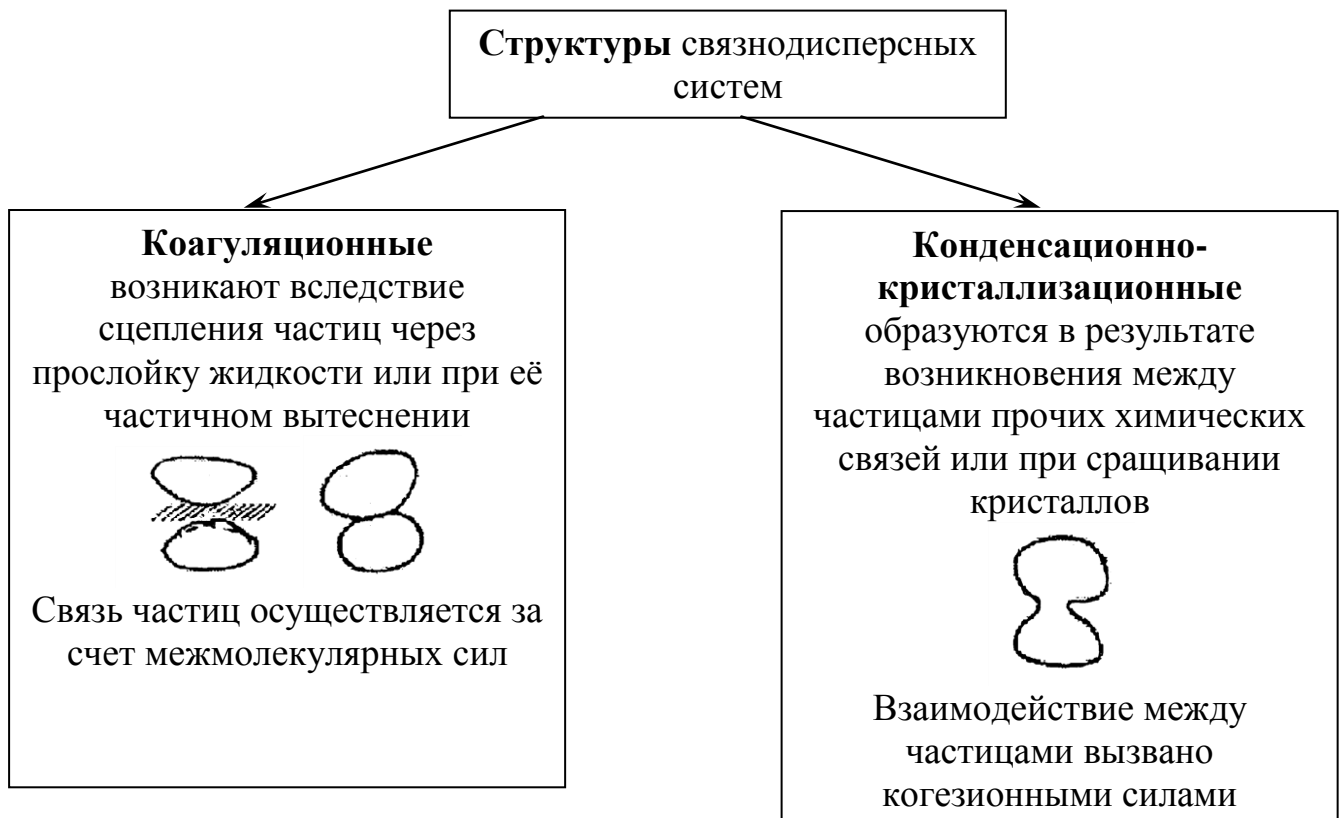 Структуры связнодисперсных
систем
Коагуляционные
возникают вследствие
сцепления частиц через
прослойку жидкости или при её
частичном вытеснении
Связь частиц осуществляется за
счет межмолекулярных сил
Конденсационно-
кристаллизационные
образуются в результате
возникновения между
частицами прочих химических
связей или при сращивании
кристаллов
Взаимодействие между
частицами вызвано
когезионными силами